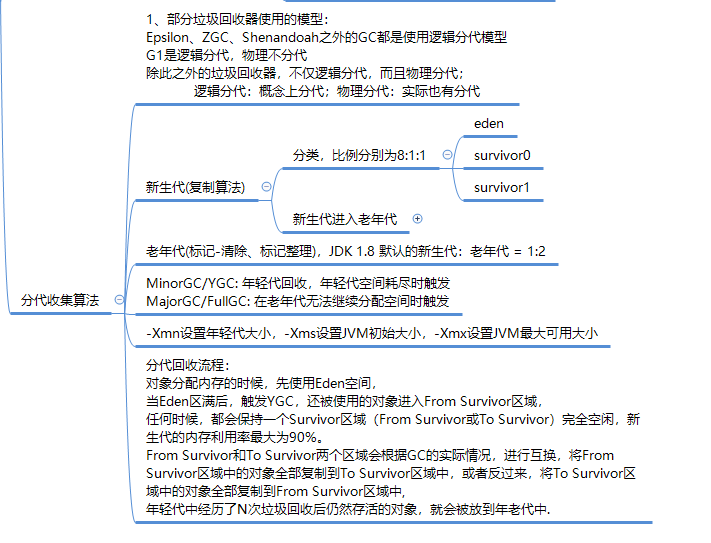 1、部分垃圾回收器使用的模型：
Epsilon、ZGC、Shenandoah之外的GC都是使用逻辑分代模型
G1是逻辑分代，物理不分代
除此之外的垃圾回收器，不仅逻辑分代，而且物理分代；
逻辑分代：概念上分代；物理分代：实际也有分代
eden
分类，比例分别为8:1:1
survivor0
新生代(复制算法)
survivor1
新生代进入老年代
老年代(标记-清除、标记整理)，JDK 1.8 默认的新生代：老年代 = 1:2
MinorGC/YGC: 年轻代回收，年轻代空间耗尽时触发
分代收集算法
MajorGC/FullGC: 在老年代无法继续分配空间时触发
-Xmn设置年轻代大小，-Xms设置JVM初始大小，-Xmx设置JVM最大可用大小
分代回收流程：
对象分配内存的时候，先使用Eden空间，
当Eden区满后，触发YGC，还被使用的对象进入From Survivor区域，
任何时候，都会保持一个Survivor区域（From Survivor或To Survivor）完全空闲，新
生代的内存利用率最大为90%。
From Survivor和To Survivor两个区域会根据GC的实际情况，进行互换，将From
Survivor区域中的对象全部复制到To Survivor区域中，或者反过来，将To Survivor区
域中的对象全部复制到From Survivor区域中,
年轻代中经历了N次垃圾回收后仍然存活的对象，就会被放到年老代中.